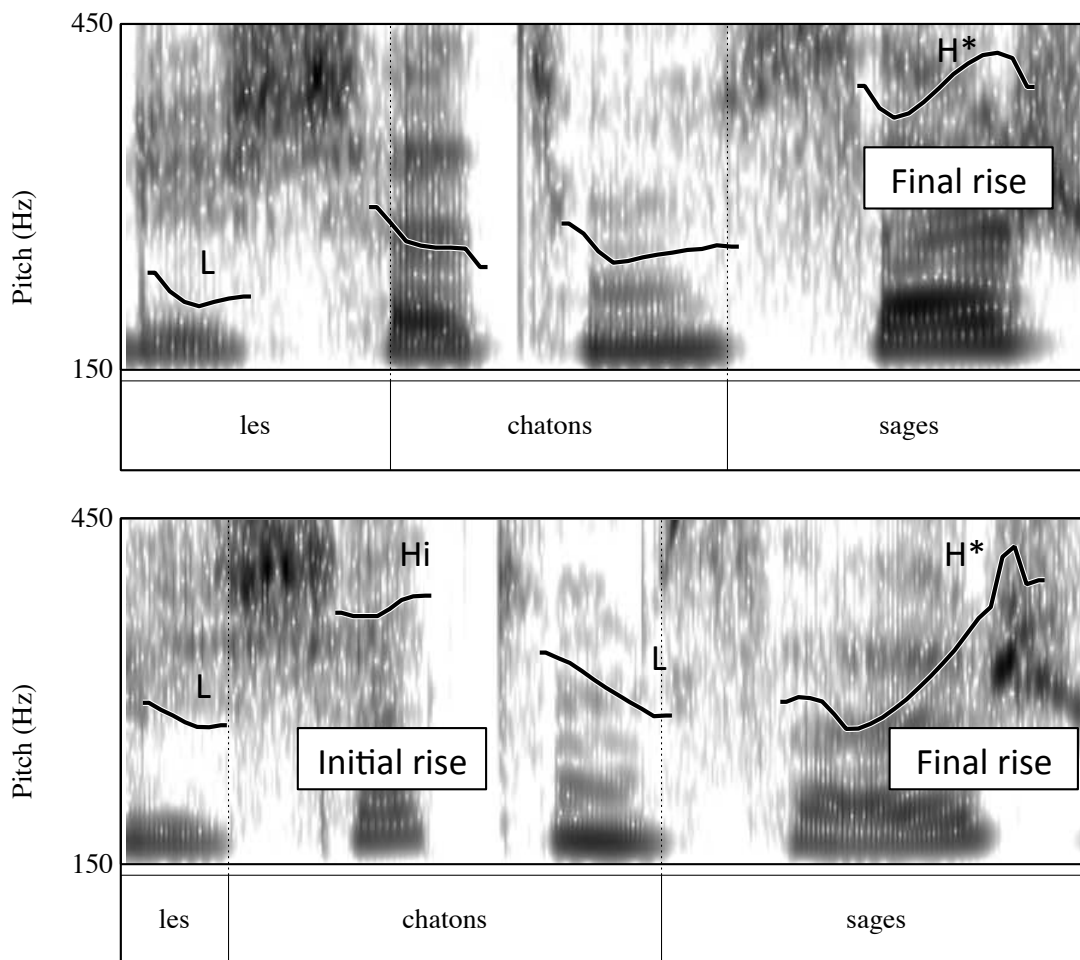 450
H*
Final rise
L
Pitch (Hz)
150
les chatons sages
450
Hi H*
L
L
Initial rise Final rise
Pitch (Hz)
150
les chatons sages